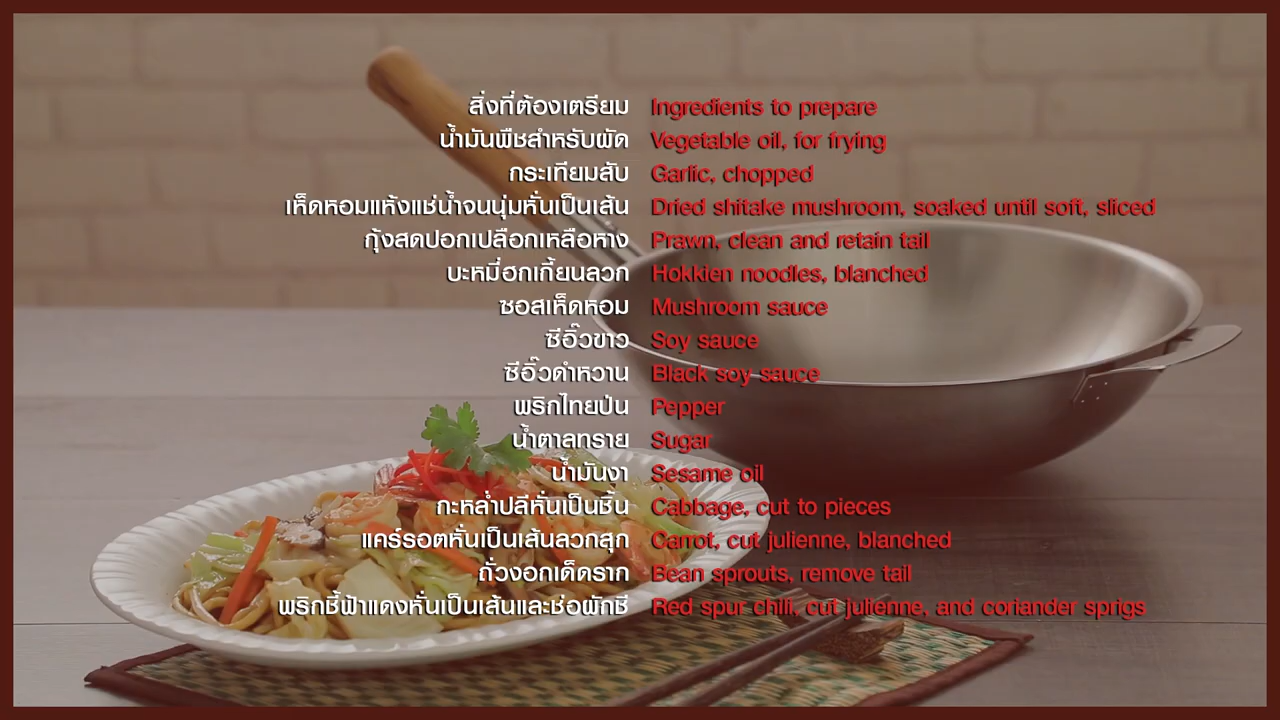 สิ่งที่ต้องเตรียม Ingredients to prepare
น้ำมันพืชสำหรับผัด Vegetable oil, for frying
กระเทียมสับ Garlic, chopped
เห็ดหอมแห้งแช่น้ำจนนุ่มหั่นเป็นเส้น Dried shitake mushroom, soaked until soft, sliced
กุ้งสดปอกเปลือกเหลือหาง Prawn, clean and retain tail
บะหมี่ฮกเกี้ยนลวก Hokkien noodles, blanched
ซอสเห็ดหอม Mushroom sauce
ซีอิ๊วขาว Soy sauce
ซีอิ๊วดำหวาน Black soy sauce
พริกไทยป่น Pepper
น้ำตาลทราย Sugar
น้ำมันงา Sesame oil
กะหล่ำปลีหั่นเป็นชิ้น Cabbage, cut to pieces
แคร์รอตหั่นเป็นเส้นลวกสุก Carrot, cut julienne, blanched
ถั่วงอกเด็ดราก Bean sprouts, remove tail
พริกชี้ฟ้าแดงหั่นเป็นเส้นและช่อผักชี Red spur chili, cut julienne, and coriander sprigs